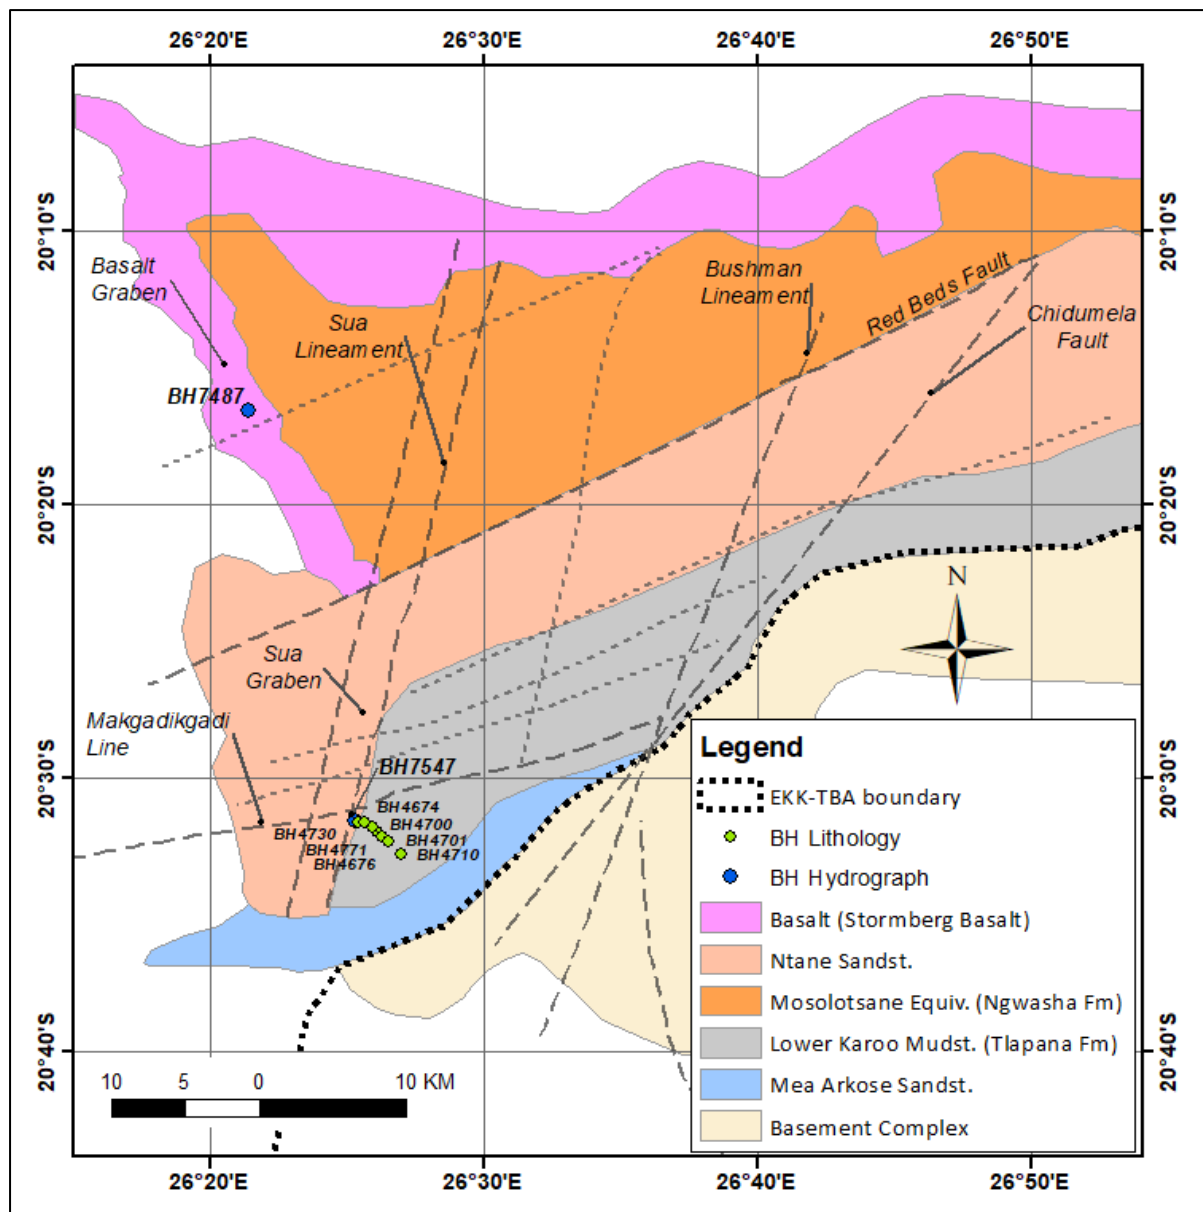 26°20'E 26°30'E 26°40'E 26°50'E
20°10'S 20°10'S
Basalt
Graben
Sua
Lineament
Bushman
Lineament
Red Beds Fault
Chidumela
Fault
BH7487
20°20'S 20°20'S
N
Sua
Graben
Makgadikgadi
Line
20°30'S 20°30'S
BH7547
BH4674
BH4730 BH4700
BH4771 BH4701
BH4676 BH4710
Legend
EKK-TBA boundary
BH Lithology
BH Hydrograph
Basalt (Stormberg Basalt)
Ntane Sandst.
Mosolotsane Equiv. (Ngwasha Fm)
Lower Karoo Mudst. (Tlapana Fm)
Mea Arkose Sandst.
Basement Complex
20°40'S 20°40'S
10 5 0 10 KM
26°20'E 26°30'E 26°40'E 26°50'E